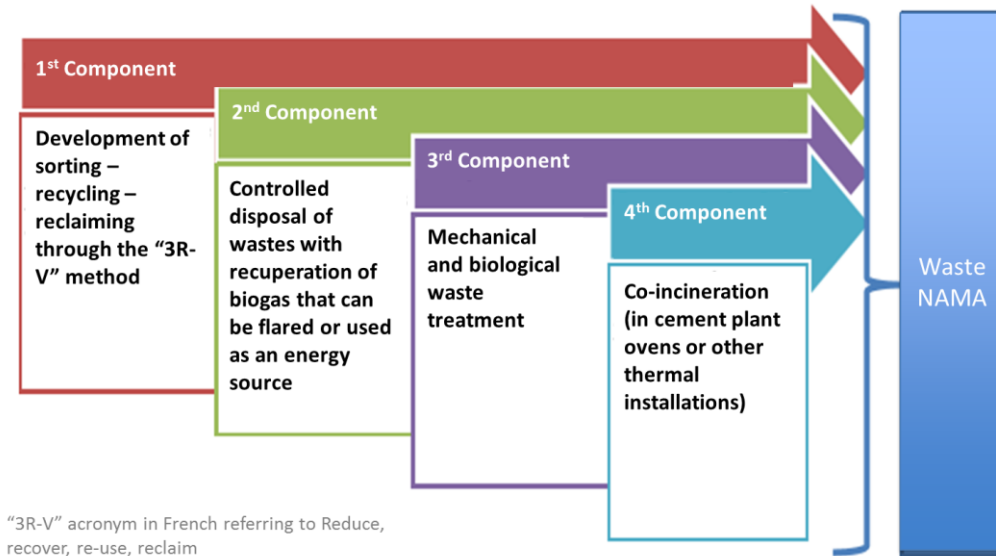 1st Component
Development of
sorting –
recycling –
reclaiming
through the “3R-
V” method
2nd Component
Controlled
disposal of
wastes with
recuperation of
biogas that can
be flared or used
as an energy
source
3rd Component
Mechanical
and biological
waste
treatment
4th Component
Co-incineration
(in cement plant
ovens or other
thermal
installations)
Waste
NAMA
“3R-V” acronym in French referring to Reduce,
recover, re-use, reclaim